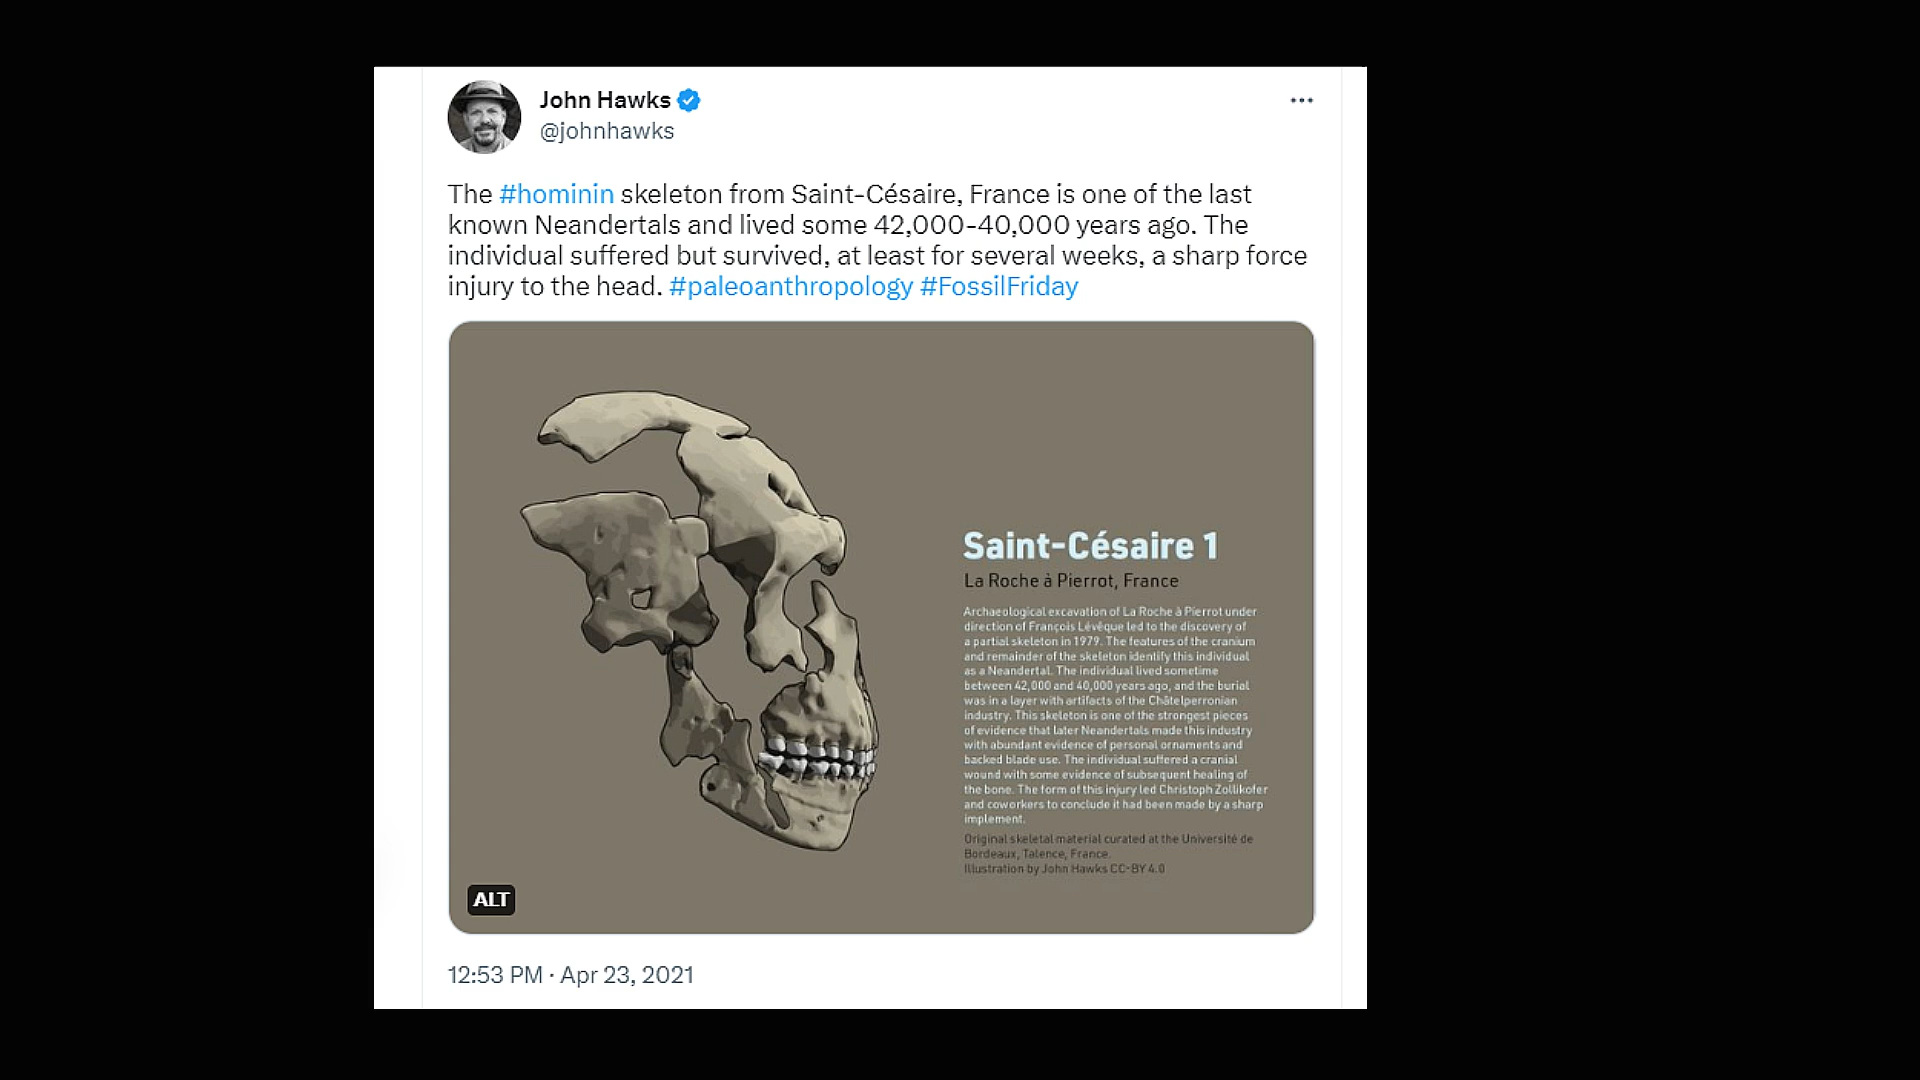 John Hawks
@johnhawks
The #hominin skeleton from Saint-Césaire, France is one of the last
known Neandertals and lived some 42,000-40,000 years ago. The
individual suffered but survived, at least for several weeks, a sharp force
injury to the head. #paleoanthropology #FossilFriday
Saint-Césaire 1
La Roche à Pierrot, France
Archaeological excavation of La Roche à Pierrot under
direction of François Lévêque led to the discovery of
a partial skeleton in 1979. The features of the cranium
and remainder of the skeleton identify this individual
as a Neandertal. The individual lived sometime
between 42,000 and 40,000 years ago, and the burial
was in a layer with artifacts of the Châtelperronian
industry. This skeleton is one of the strongest pieces
of evidence that later Neandertals made this industry
with abundant evidence of personal ornaments and
backed blade use. The individual suffered a cranial
wound with some evidence of subsequent healing of
the bone. The form of this injury led Christoph Zollikofer
and coworkers to conclude it had been made by a sharp
implement.
Original skeletal material curated at the Université de
Bordeaux, Talence, France.
Illustration by John Hawks CC-BY 4.0
ALT
12:53 PM · Apr 23, 2021